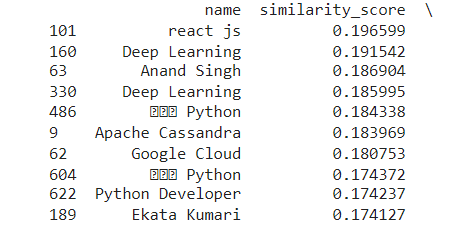 name similarity_score \
101 react js 0.196599
160 Deep Learning 0.191542
63 Anand Singh 0.186904
330 Deep Learning 0.185995
486 Python 0.184338
9 Apache Cassandra 0.183969
62 Google Cloud 0.180753
604 Python 0.174372
622 Python Developer 0.174237
189 Ekata Kumari 0.174127